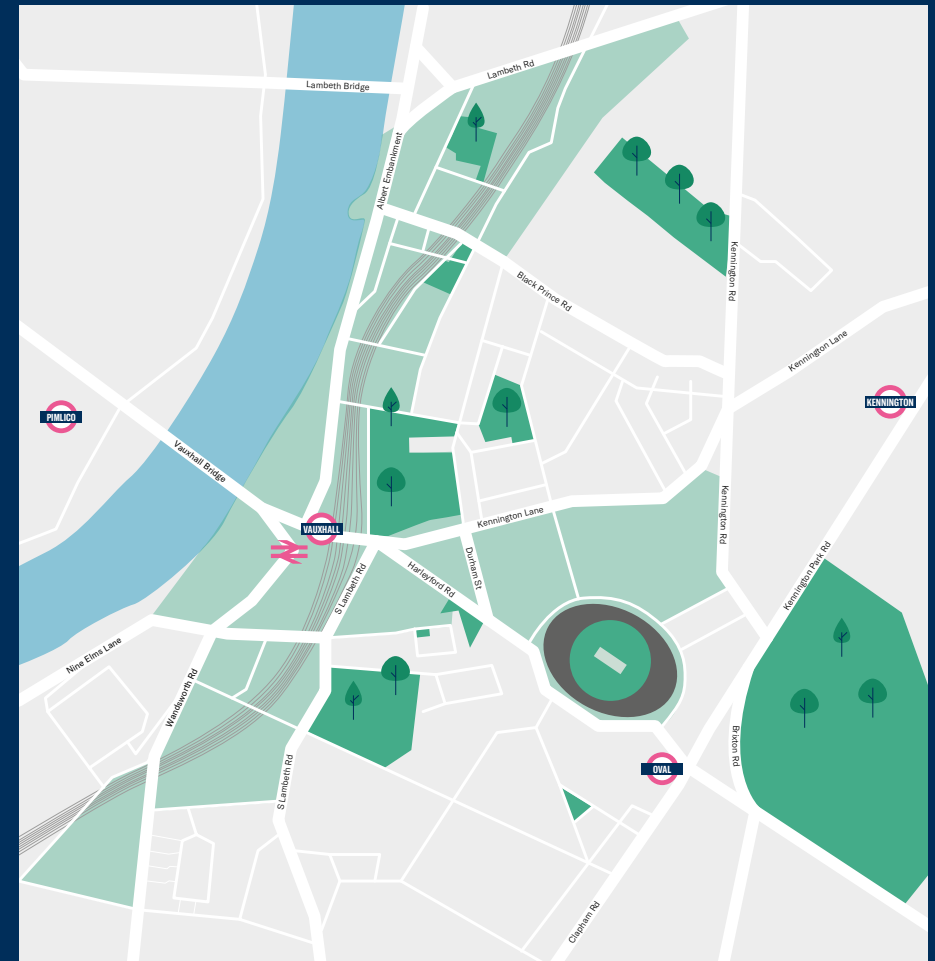 Lambeth Rd
Lambeth Bridge
Albert Embankment
Kennington Rd
Black Prince Rd
Kennington Lane
KENNINGTON
PIMLICO
Vauxhall Bridge
VAUXHALL
Kennington Lane
Kennington Rd
Durham St
Harleyford Rd
S Lambeth Rd
Kennington Park Rd
Nine Elms Lane
Wandsworth Rd
Brixton Rd
OVAL
S Lambeth Rd
Clapham Rd